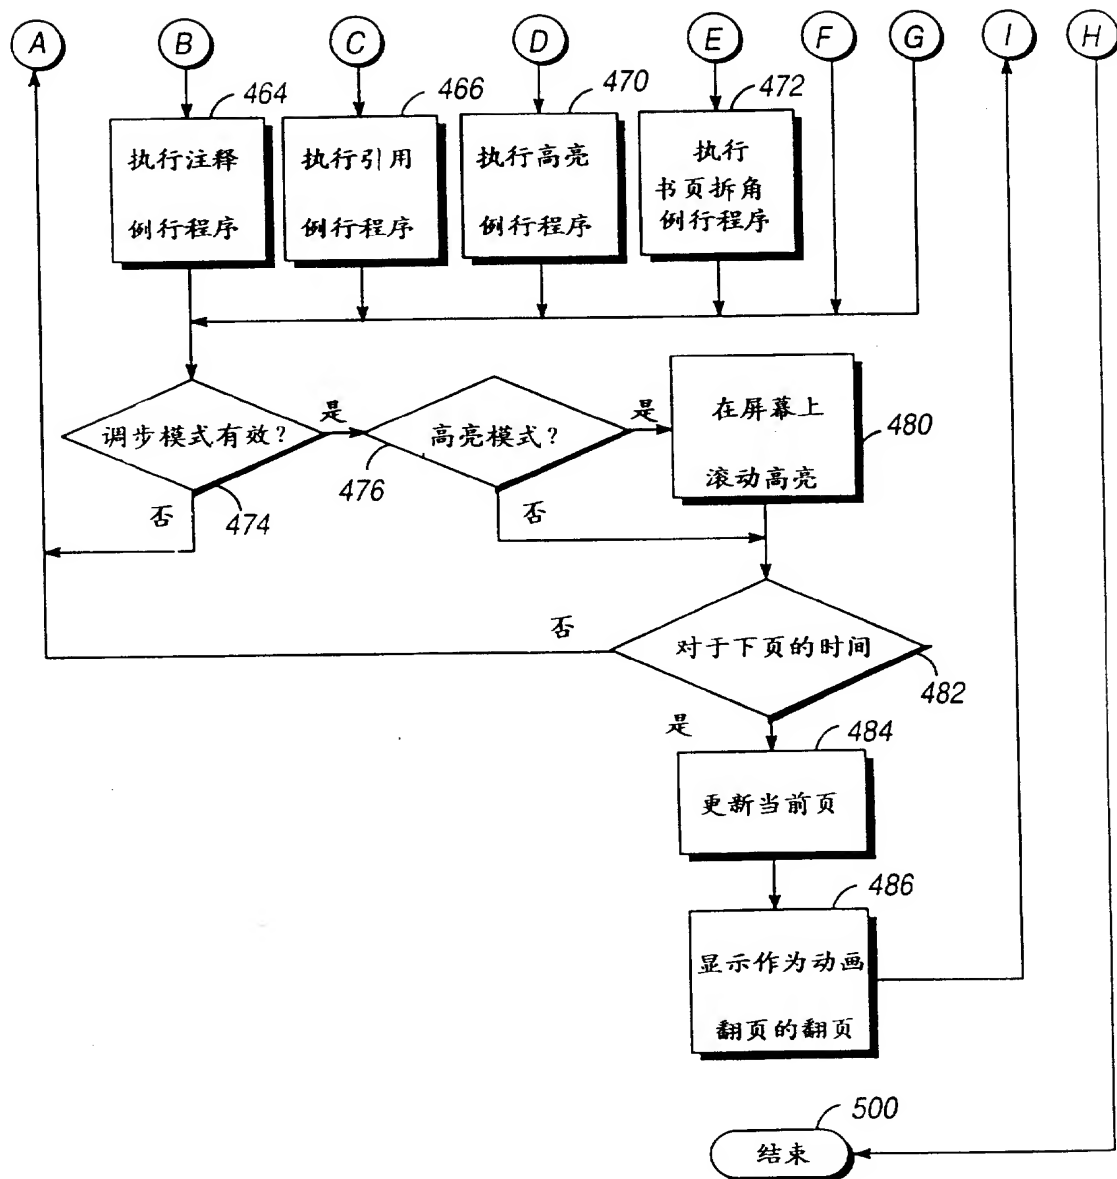 A B C D E F G I H
464 466 470 472
执行注释
例行程序
执行引用
例行程序
执行高亮
例行程序
执行
书页拆角
例行程序
调步模式有效?
是
否
474
高亮模式?
是
否
476
在屏幕上
滚动高亮
480
对于下页的时间
否
是
482
484
更新当前页
486
显示作为动画
翻页的翻页
500
结束